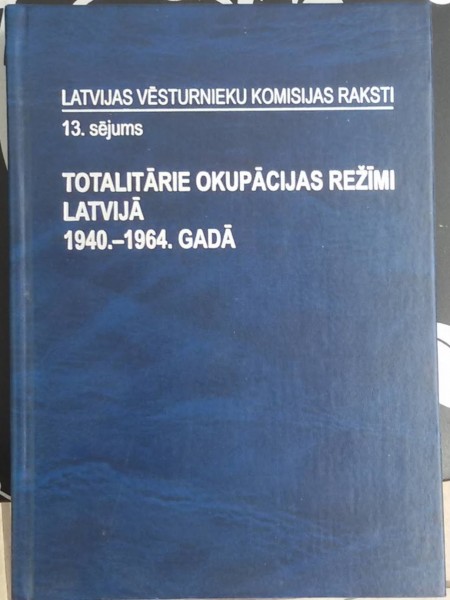 LATVIJAS VĒSTURNIEKU KOMISIJAS RAKSTI
13. sējums
TOTALITĀRIE OKUPĀCIJAS REŽĪMI
LATVIJĀ
1940.–1964. GADĀ